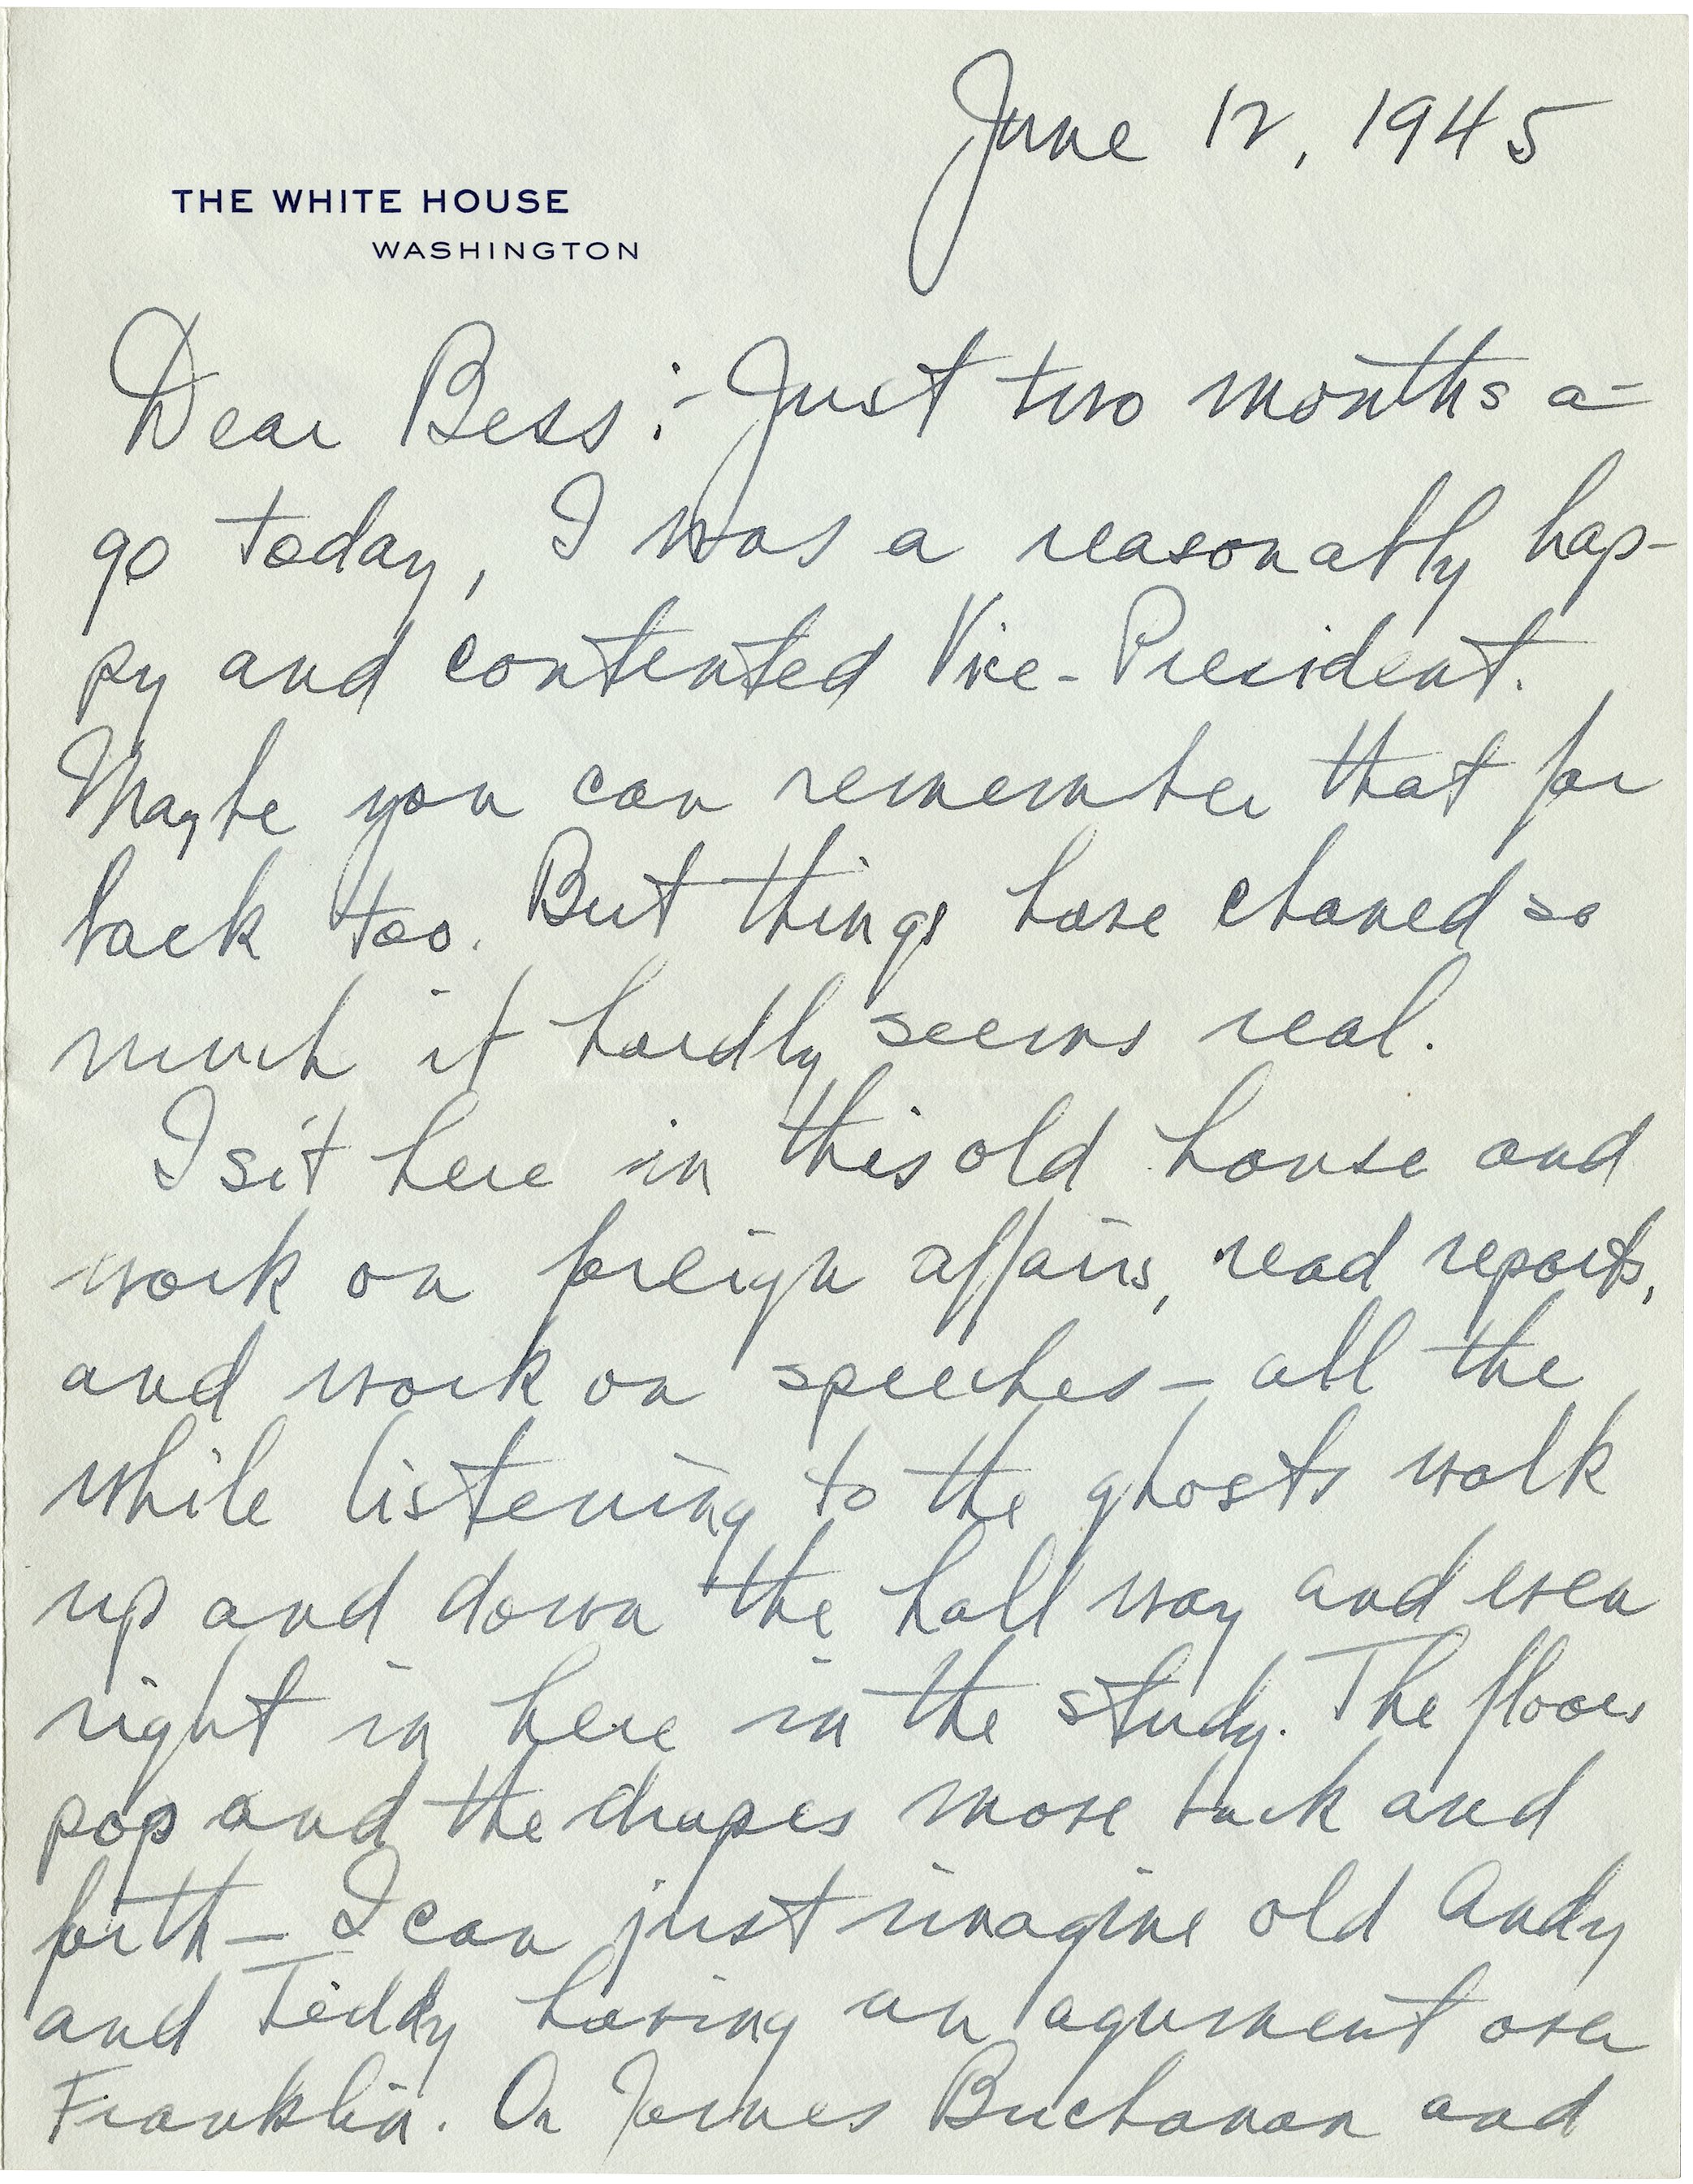 June 12, 1945
THE WHITE HOUSE
WASHINGTON
Dear Bess:- Just two months a-
go today, I was a reasonably hap-
py and contented Vice-President.
Maybe you can remember that far
back too. But things have chaned so
much it hardly seems real.
I sit here in this old house and
work on foreign affairs, read reports,
and work on speeches - all the
while listening to the ghosts walk
up and down the hall way and even
right in here in the study. The floors
pop and the drapes move back and
forth - I can just imagine old Andy
and Teddy having an agument over
Franklin. Or James Buchanan and